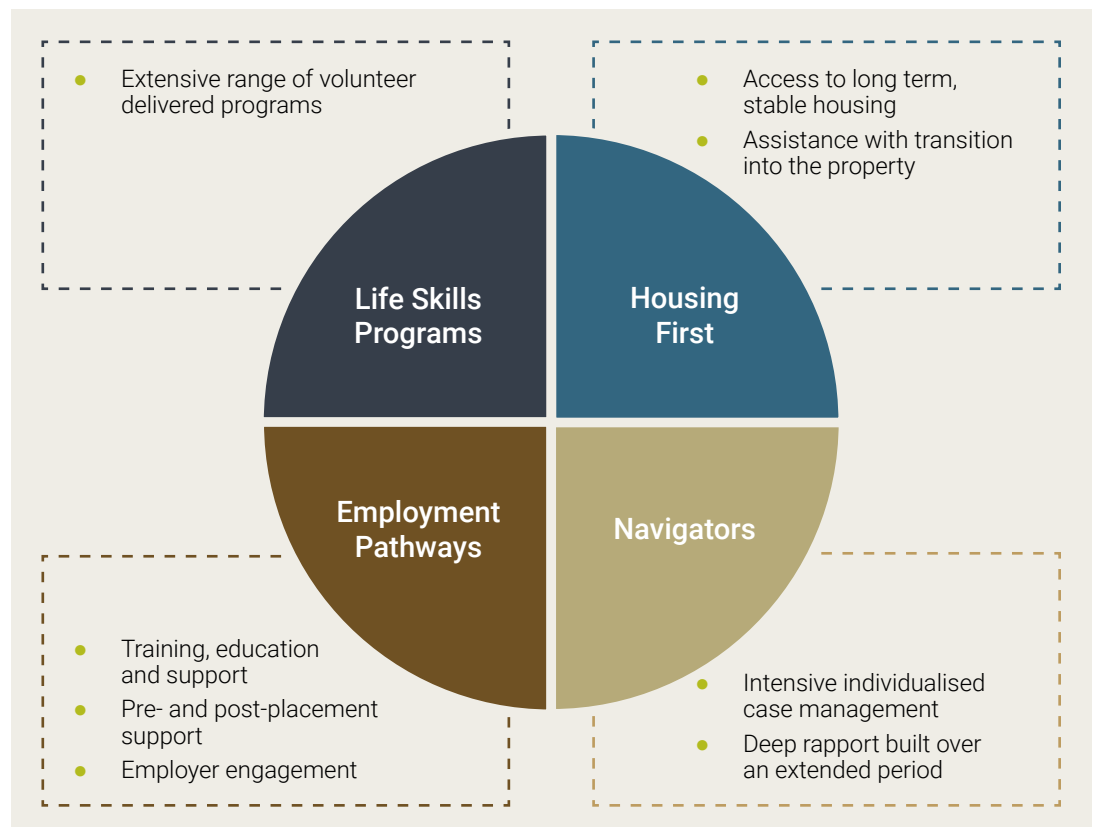 Extensive range of volunteer
delivered programs
Access to long term,
stable housing
Assistance with transition
into the property
Life Skills
Programs
Housing
First
Employment
Pathways
Navigators
Training, education
and support
Pre- and post-placement
support
Employer engagement
Intensive individualised
case management
Deep rapport built over
an extended period